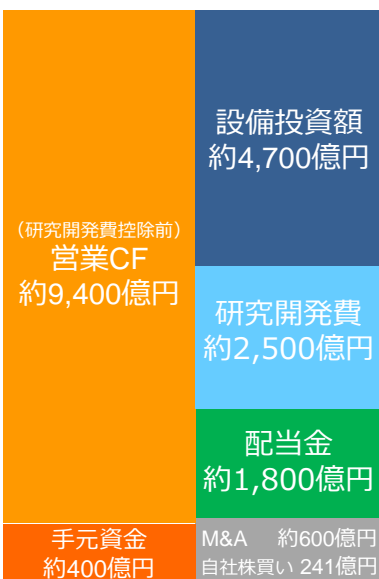 （研究開発費控除前）
営業CF
約9,400億円
手元資金
約400億円
設備投資額
約4,700億円
研究開発費
約2,500億円
配当金
約1,800億円
M&A 約600億円
自社株買い 241億円